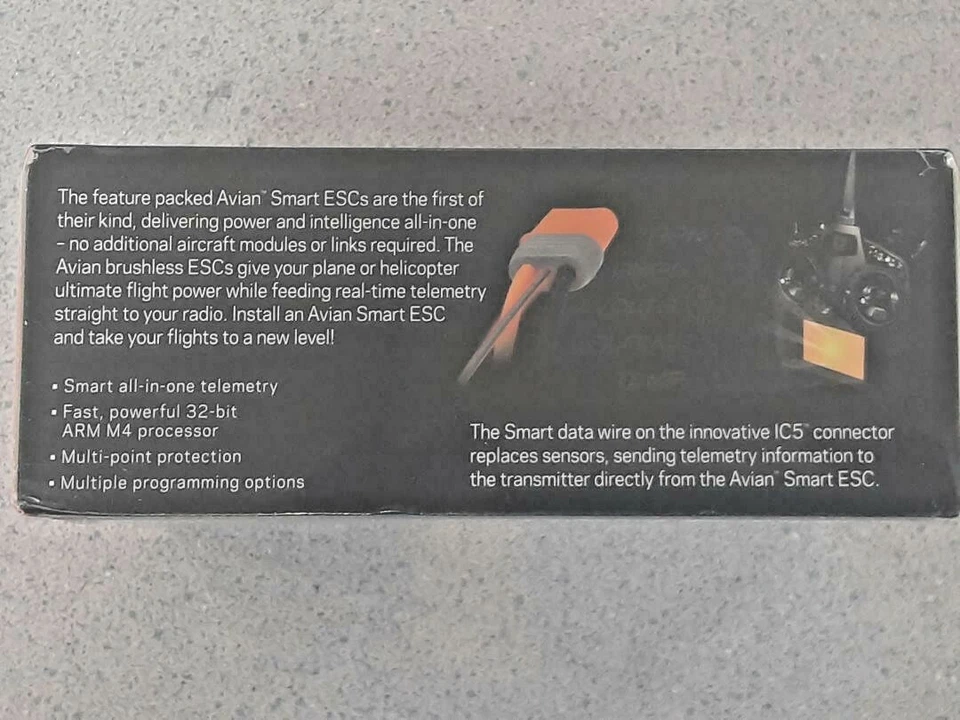 The feature packed Avian™ Smart ESCs are the first of
their kind, delivering power and intelligence all-in-one
– no additional aircraft modules or links required. The
Avian brushless ESCs give your plane or helicopter
ultimate flight power while feeding real-time telemetry
straight to your radio. Install an Avian Smart ESC
and take your flights to a new level!
▪ Smart all-in-one telemetry
▪ Fast, powerful 32-bit
ARM M4 processor
▪ Multi-point protection
▪ Multiple programming options
The Smart data wire on the innovative IC5™ connector
replaces sensors, sending telemetry information to
the transmitter directly from the Avian™ Smart ESC.